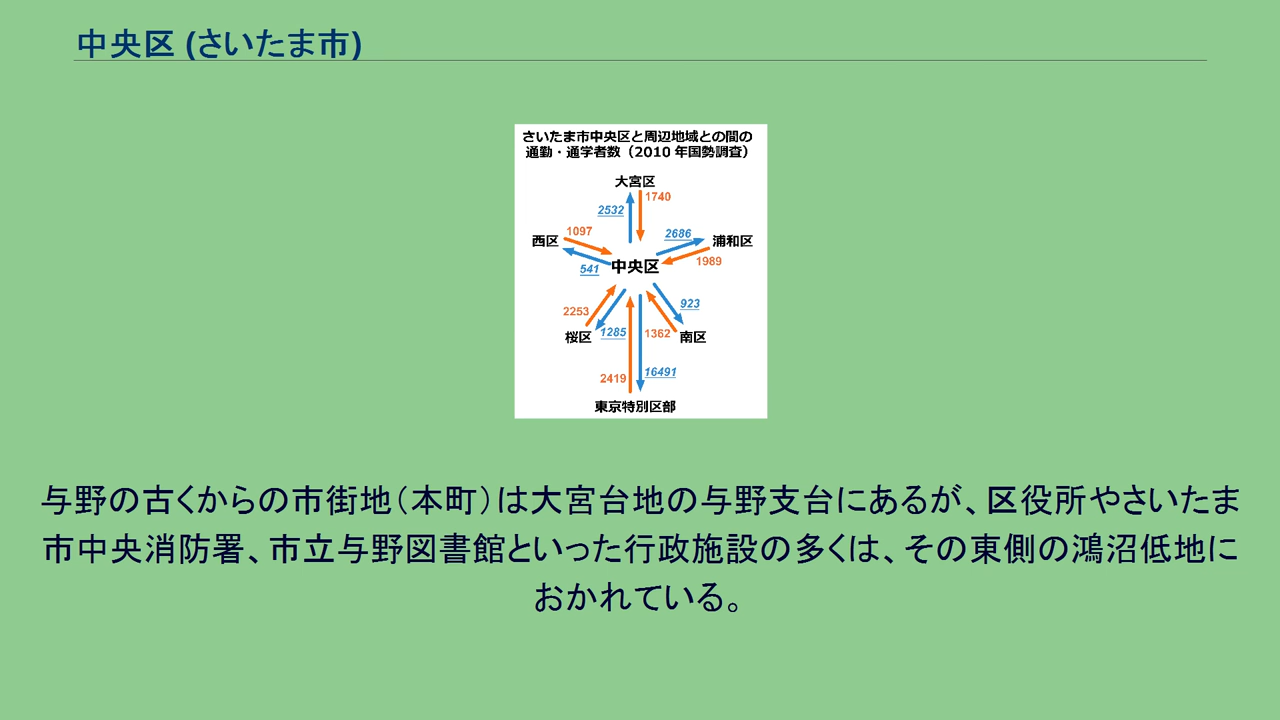 中央区 (さいたま市)
さいたま市中央区と周辺地域との間の
通勤・通学者数（2010 年国勢調査）
大宮区
2532
1740
西区
1097
541
2686
浦和区
1989
中央区
2253
1285
桜区
923
1362
南区
2419
16491
東京特別区部
与野の古くからの市街地（本町）は大宮台地の与野支台にあるが、区役所やさいたま
市中央消防署、市立与野図書館といった行政施設の多くは、その東側の鴻沼低地に
おかれている。